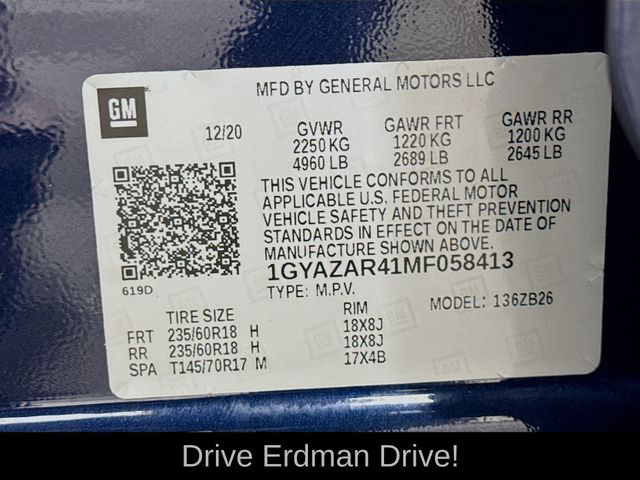 MFD BY GENERAL MOTORS LLC
GM
12/20
GVWR GAWR FRT GAWR RR
2250 KG 1220 KG 1200 KG
4960 LB 2689 LB 2645 LB
THIS VEHICLE CONFORMS TO ALL
APPLICABLE U.S. FEDERAL MOTOR
VEHICLE SAFETY AND THEFT PREVENTION
STANDARDS IN EFFECT ON THE DATE OF
MANUFACTURE SHOWN ABOVE.
1GYAZAR41MF058413
619D
TYPE: M.P.V. MODEL: 136ZB26
TIRE SIZE RIM
FRT 235/60R18 H 18X8J
RR 235/60R18 H 18X8J
SPA T145/70R17 M 17X4B
Drive Erdman Drive!